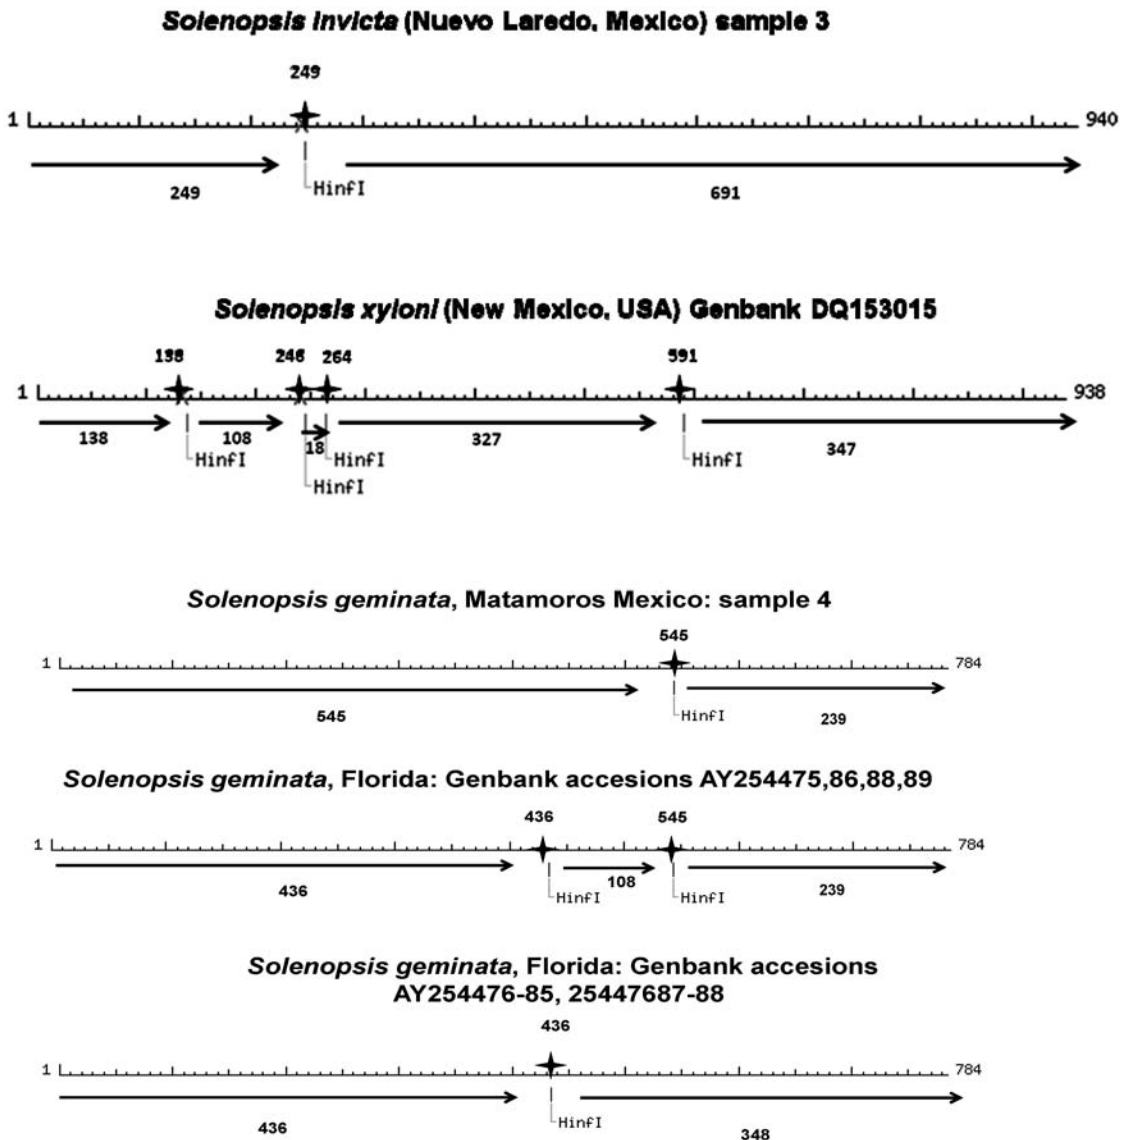 Solenopsis invicta (Nuevo Laredo, Mexico) sample 3
249
1 940
249 691
HinfI
Solenopsis xyloni (New Mexico, USA) Genbank DQ153015
138 246 264 591
1 938
138 108 18 327 347
HinfI HinfI HinfI
HinfI
Solenopsis geminata, Matamoros Mexico: sample 4
545
1 784
545 239
HinfI
Solenopsis geminata, Florida: Genbank accesions AY254475,86,88,89
436 545
1 784
436 108 239
HinfI HinfI
Solenopsis geminata, Florida: Genbank accesions
AY254476-85, 25447687-88
436
1 784
436 348
HinfI